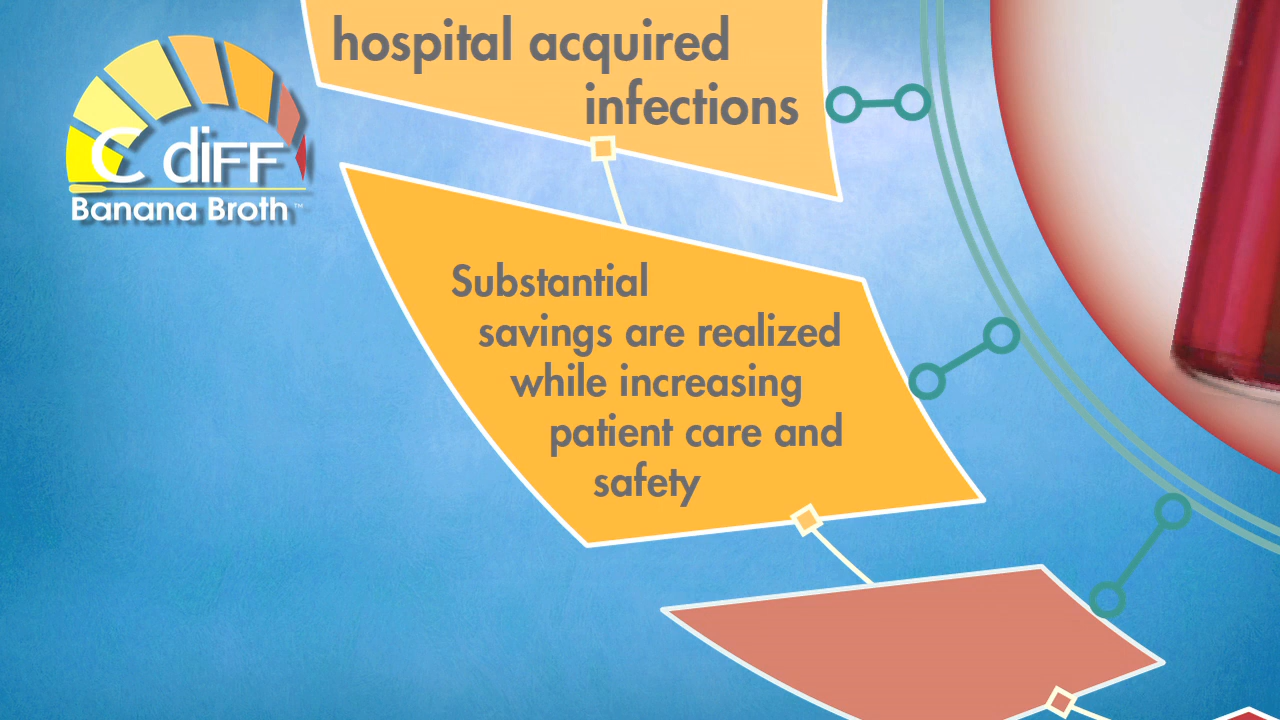 hospital acquired
infections
C diFF
Banana Broth™
Substantial
savings are realized
while increasing
patient care and
safety